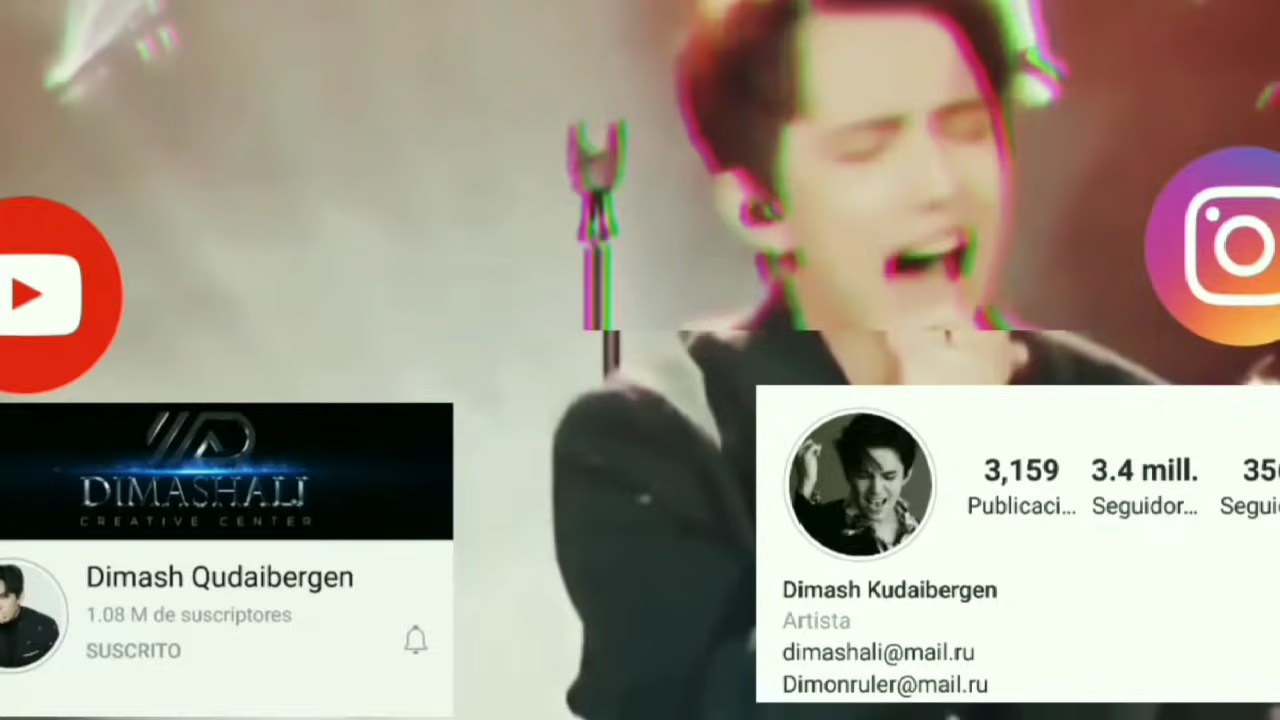 DIMASHALI
CREATIVE CENTER
Dimash Qudaibergen
1.08 M de suscriptores
SUSCRITO
3,159
3.4 mill.
Publicaci...
Seguidor...
Dimash Kudaibergen
Artista
dimashali@mail.ru
Dimonruler@mail.ru